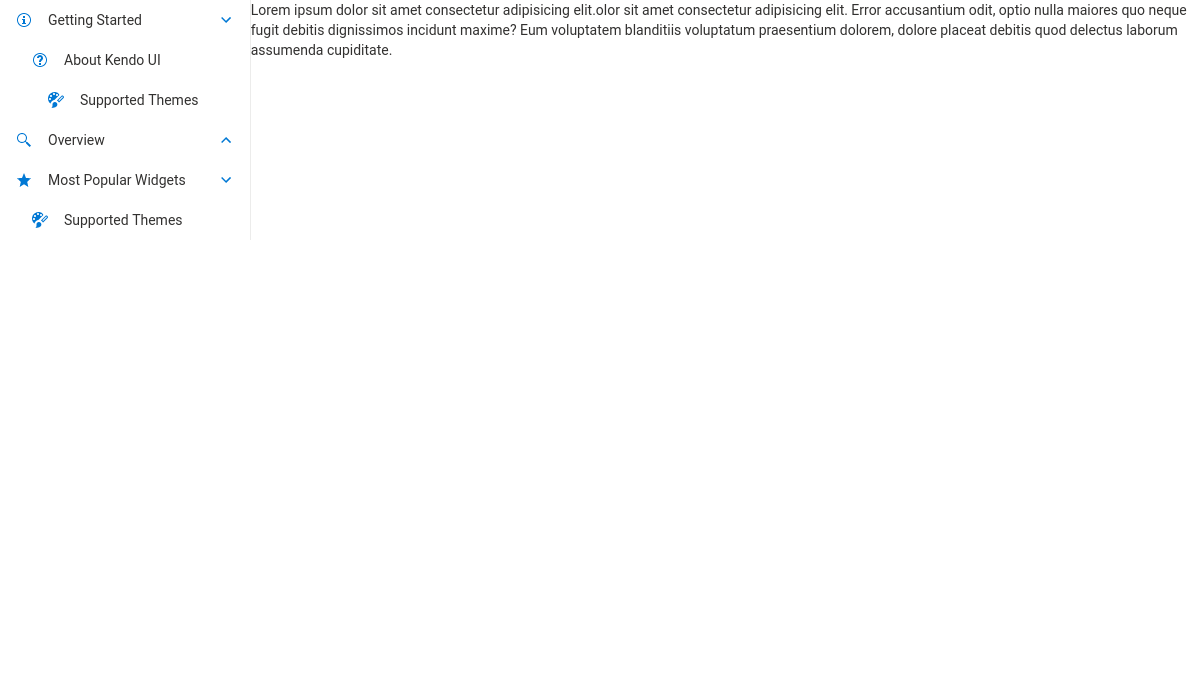 Getting Started
About Kendo UI
Supported Themes
Overview
Most Popular Widgets
Supported Themes
Lorem ipsum dolor sit amet consectetur adipisicing elit.olor sit amet consectetur adipisicing elit. Error accusantium odit, optio nulla maiores quo neque
fugit debitis dignissimos incidunt maxime? Eum voluptatem blanditiis voluptatum praesentium dolorem, dolore placeat debitis quod delectus laborum
assumenda cupiditate.